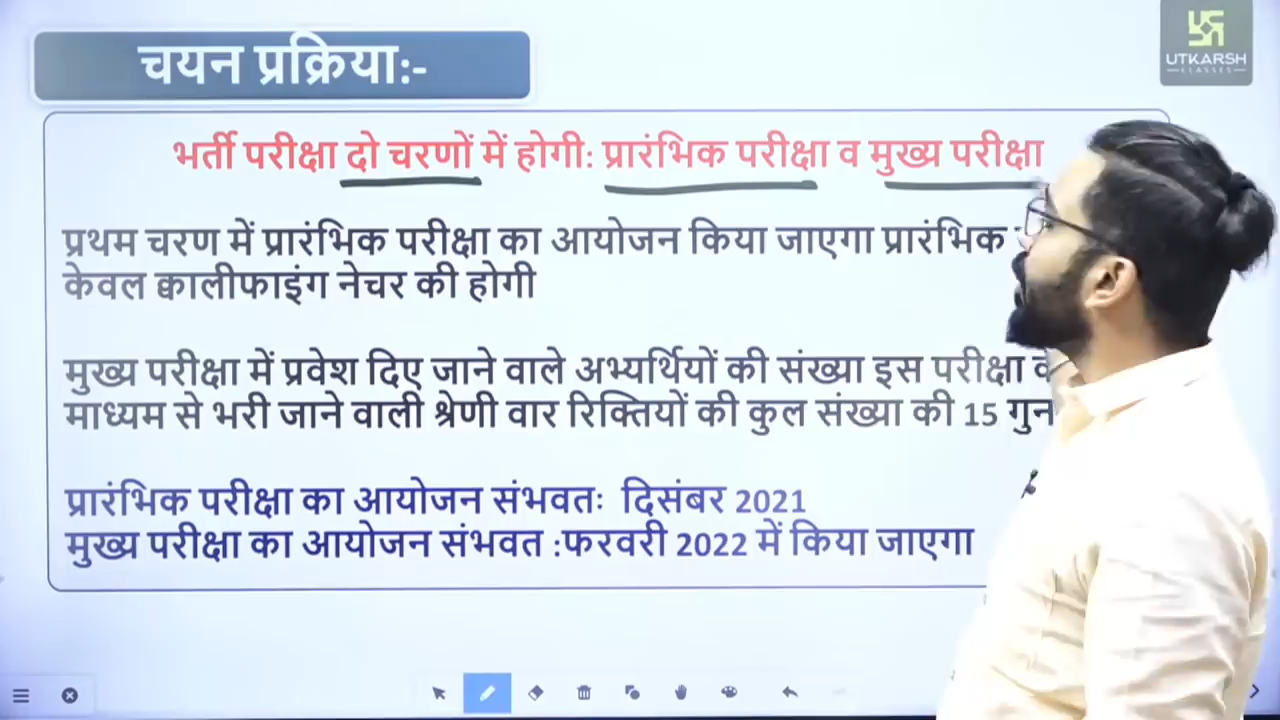 चयन प्रक्रिया:-
UTKARSH
CLASSES
भर्ती परीक्षा दो चरणों में होगी: प्रारंभिक परीक्षा व मुख्य परीक्षा
प्रथम चरण में प्रारंभिक परीक्षा का आयोजन किया जाएगा प्रारंभिक
केवल क्वालीफाइंग नेचर की होगी
मुख्य परीक्षा में प्रवेश दिए जाने वाले अभ्यर्थियों की संख्या इस परीक्षा
माध्यम से भरी जाने वाली श्रेणी वार रिक्तियों की कुल संख्या की 15
प्रारंभिक परीक्षा का आयोजन संभवतः दिसंबर 2021
मुख्य परीक्षा का आयोजन संभवत :फरवरी 2022 में किया जाएगा